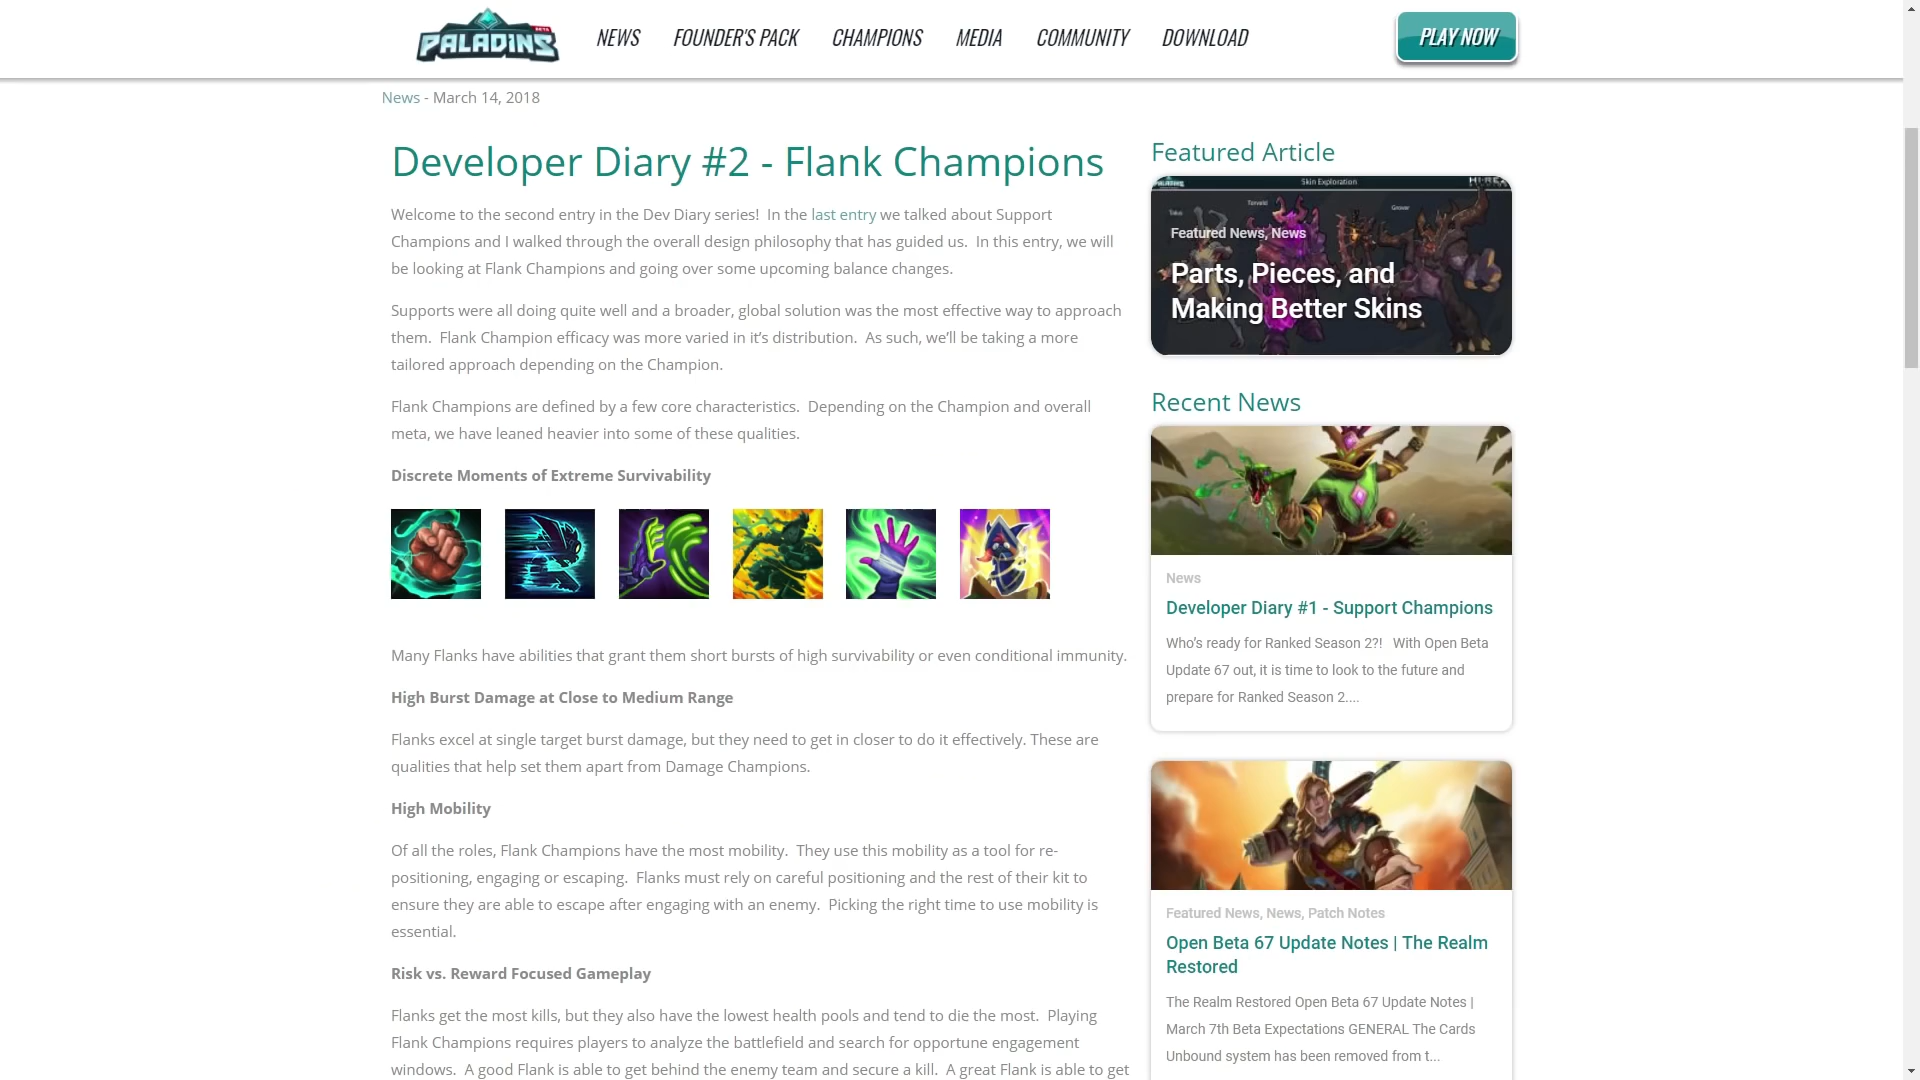 PALADINS BETA
NEWS FOUNDER'S PACK CHAMPIONS MEDIA COMMUNITY DOWNLOAD
PLAY NOW
News - March 14, 2018
Developer Diary #2 - Flank Champions
Welcome to the second entry in the Dev Diary series!  In the last entry we talked about Support
Champions and I walked through the overall design philosophy that has guided us.  In this entry, we will
be looking at Flank Champions and going over some upcoming balance changes.
Supports were all doing quite well and a broader, global solution was the most effective way to approach
them.  Flank Champion efficacy was more varied in it’s distribution.  As such, we’ll be taking a more
tailored approach depending on the Champion.
Flank Champions are defined by a few core characteristics.  Depending on the Champion and overall
meta, we have leaned heavier into some of these qualities.
Discrete Moments of Extreme Survivability
Many Flanks have abilities that grant them short bursts of high survivability or even conditional immunity.
High Burst Damage at Close to Medium Range
Flanks excel at single target burst damage, but they need to get in closer to do it effectively. These are
qualities that help set them apart from Damage Champions.
High Mobility
Of all the roles, Flank Champions have the most mobility.  They use this mobility as a tool for re-
positioning, engaging or escaping.  Flanks must rely on careful positioning and the rest of their kit to
ensure they are able to escape after engaging with an enemy.  Picking the right time to use mobility is
essential.
Risk vs. Reward Focused Gameplay
Flanks get the most kills, but they also have the lowest health pools and tend to die the most.  Playing
Flank Champions requires players to analyze the battlefield and search for opportune engagement
windows.  A good Flank is able to get behind the enemy team and secure a kill.  A great Flank is able to get
Featured Article
Skin Exploration
Torvald
Grover
Featured News, News
Parts, Pieces, and
Making Better Skins
Recent News
News
Developer Diary #1 - Support Champions
Who’s ready for Ranked Season 2?!   With Open Beta
Update 67 out, it is time to look to the future and
prepare for Ranked Season 2....
Featured News, News, Patch Notes
Open Beta 67 Update Notes | The Realm
Restored
The Realm Restored Open Beta 67 Update Notes |
March 7th Beta Expectations GENERAL The Cards
Unbound system has been removed from t...